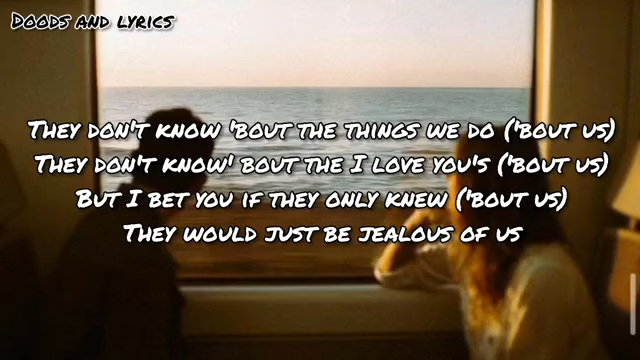 Doods and lyrics
They don't know 'bout the things we do ('bout us)
They don't know' bout the I love you's ('bout us)
But I bet you if they only knew ('bout us)
They would just be jealous of us